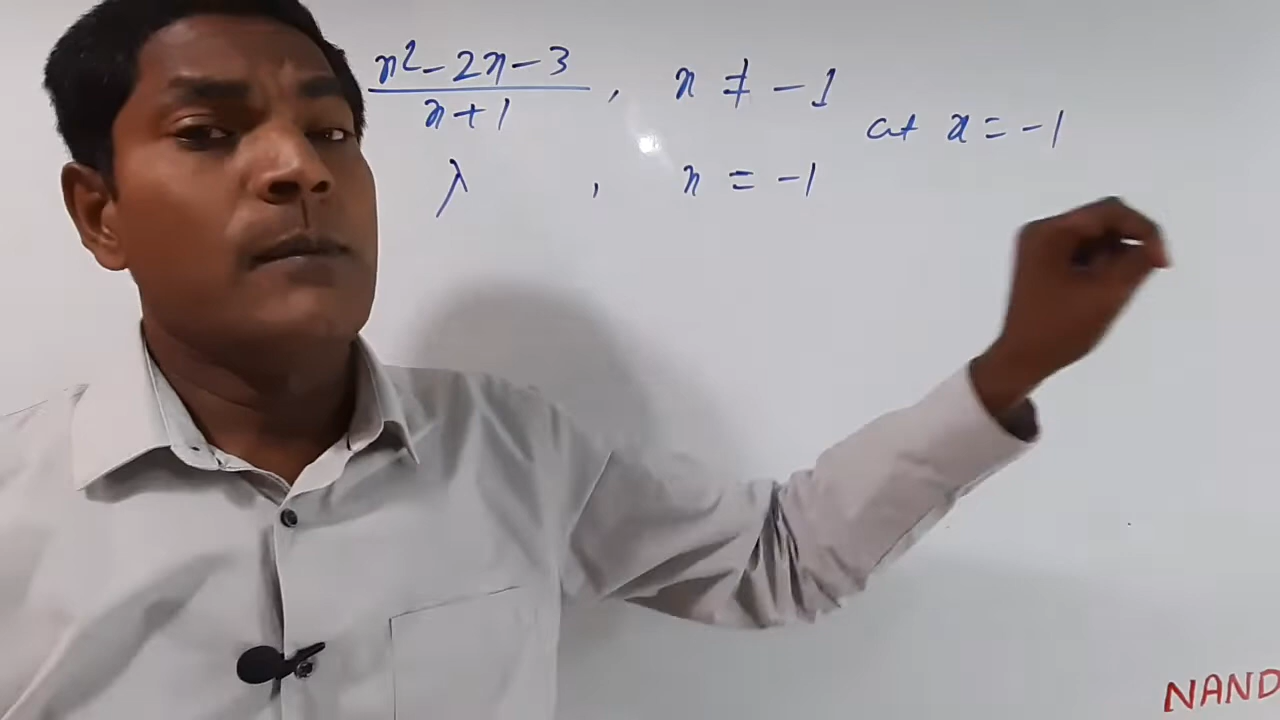 x² - 2x - 3 , x ≠ -1
x + 1
at x = -1
λ , x = -1
NAND